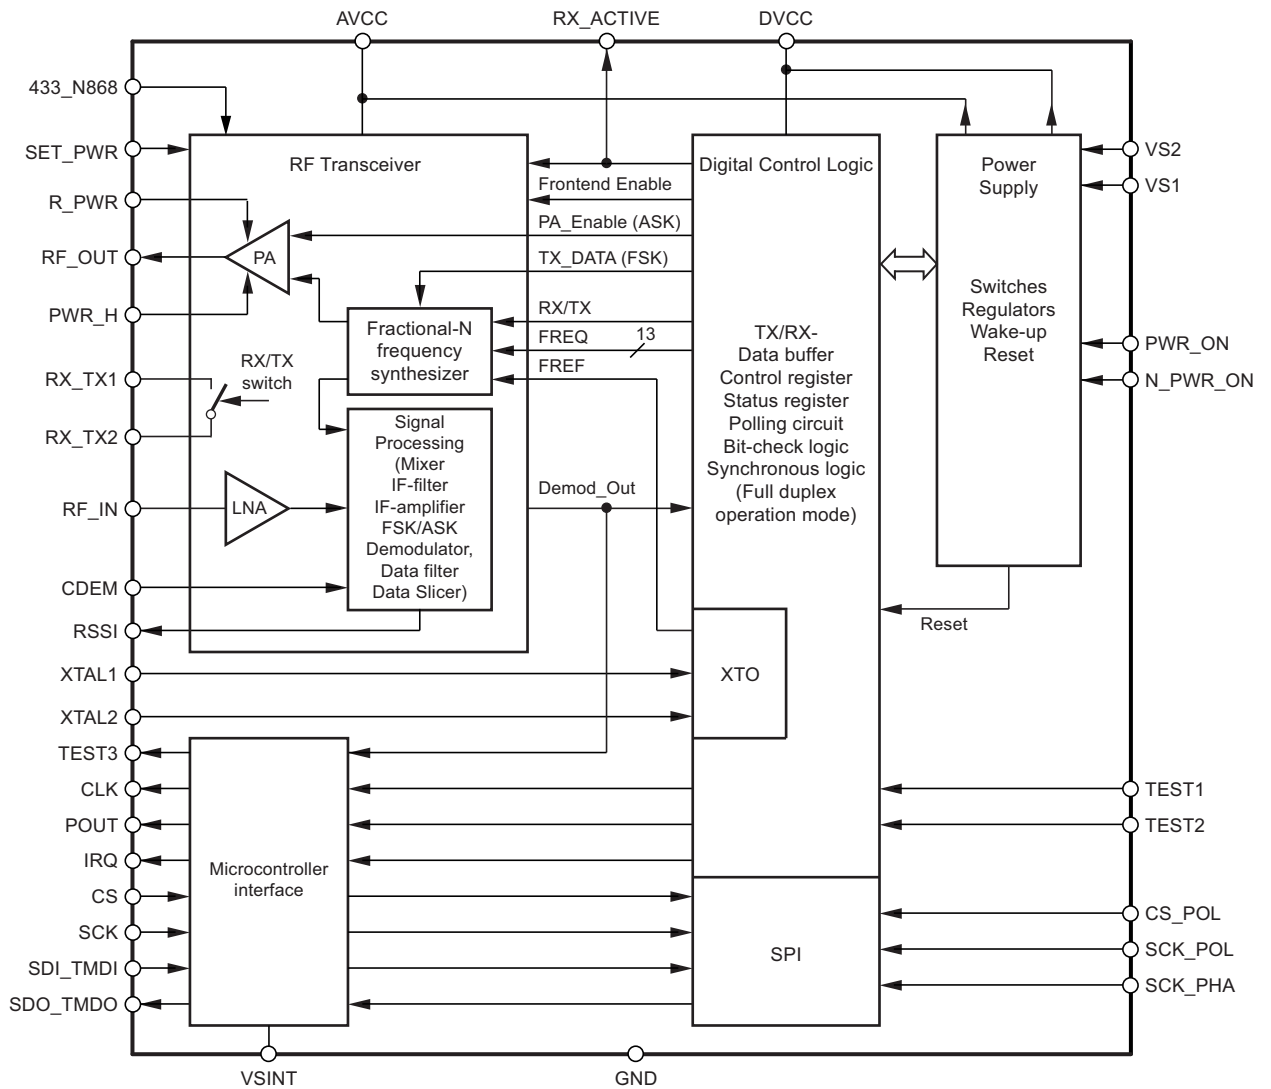 AVCC
RX_ACTIVE
DVCC
433_N868
SET_PWR
R_PWR
RF_OUT
PWR_H
RX_TX1
RX_TX2
RF_IN
CDEM
RSSI
XTAL1
XTAL2
TEST3
CLK
POUT
IRQ
CS
SCK
SDI_TMDI
SDO_TMDO
RF Transceiver
PA
RX/TX
switch
LNA
Fractional-N
frequency
synthesizer
Signal
Processing
(Mixer
IF-filter
IF-amplifier
FSK/ASK
Demodulator,
Data filter
Data Slicer)
Frontend Enable
PA_Enable (ASK)
TX_DATA (FSK)
RX/TX
FREQ
13
FREF
Demod_Out
Digital Control Logic
TX/RX-
Data buffer
Control register
Status register
Polling circuit
Bit-check logic
Synchronous logic
(Full duplex
operation mode)
XTO
SPI
Microcontroller
interface
Power
Supply
Switches
Regulators
Wake-up
Reset
Reset
VS2
VS1
PWR_ON
N_PWR_ON
TEST1
TEST2
CS_POL
SCK_POL
SCK_PHA
VSINT
GND